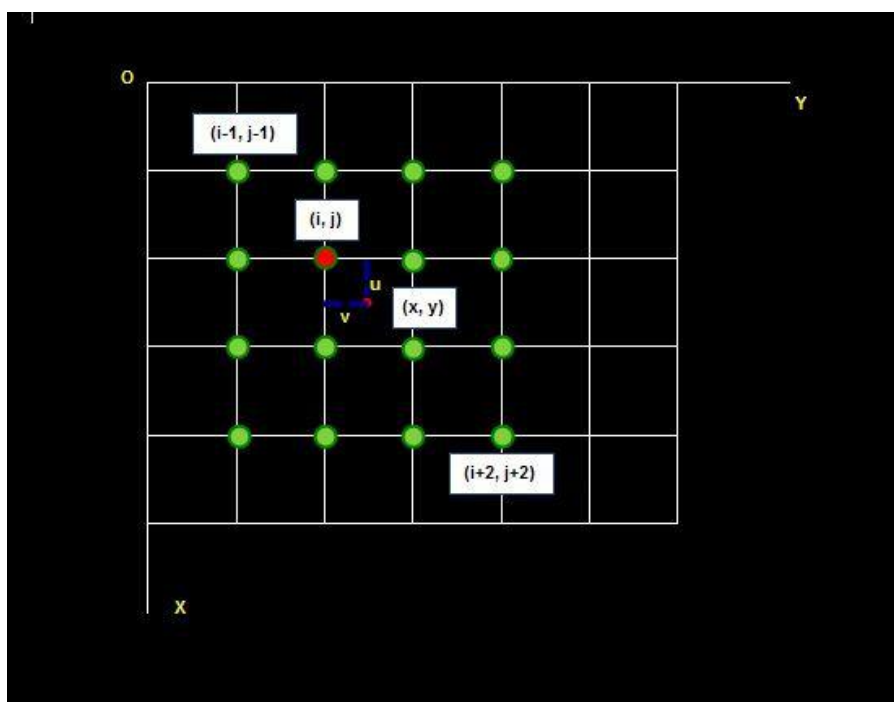 O
Y
(i-1, j-1)
(i, j)
u
(x, y)
v
(i+2, j+2)
X